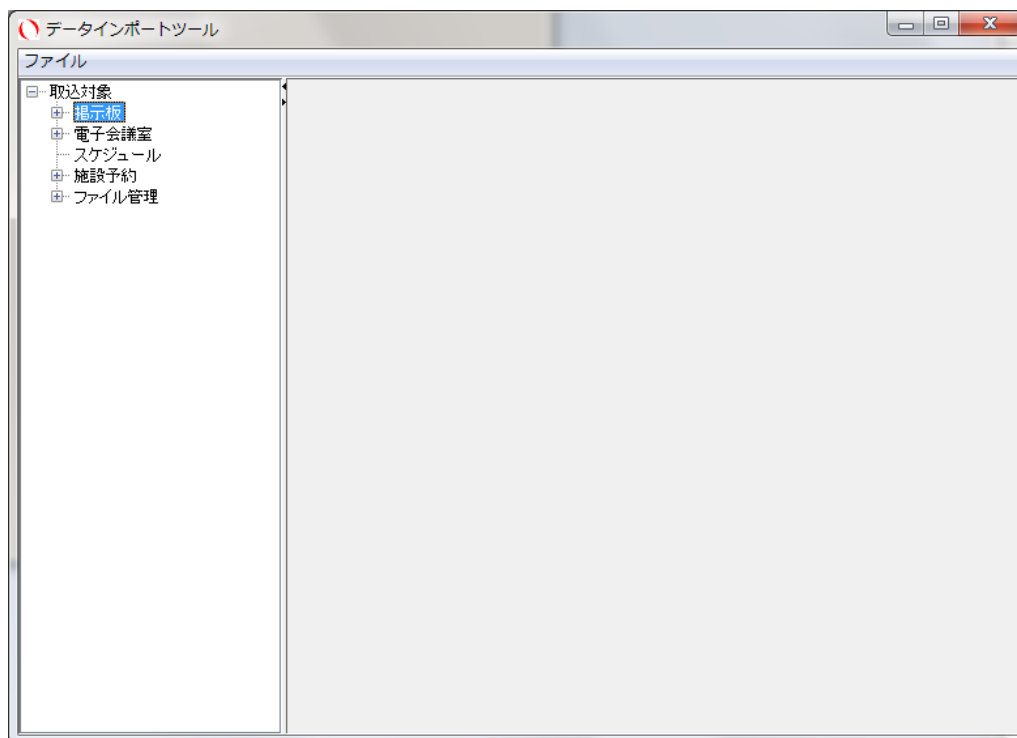 データインポートツール
ファイル
取込対象
掲示板
電子会議室
スケジュール
施設予約
ファイル管理